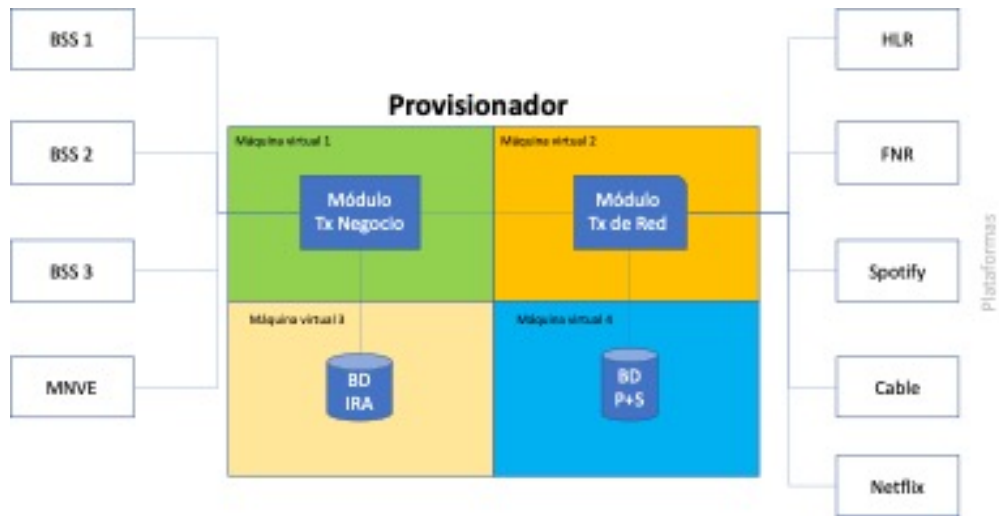 BSS 1
BSS 2
BSS 3
MNVE
Provisionador
Máquina virtual 1
Módulo
Tx Negocio
Máquina virtual 2
Módulo
Tx de Red
Máquina virtual 3
BD
IRA
Máquina virtual 4
BD
P+S
HLR
FNR
Spotify
Cable
Netflix
Plataformas